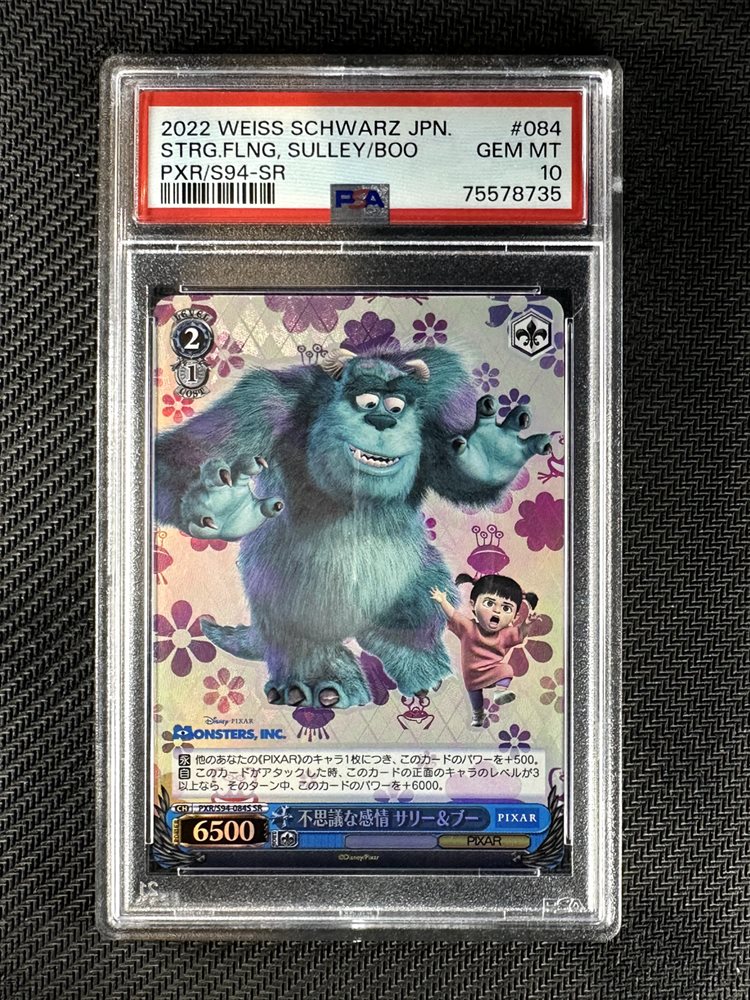 2022 WEISS SCHWARZ JPN. #084
STRG.FLNG, SULLEY/BOO GEM MT
PXR/S94-SR 10
75578735
PSA
LEVEL
2
1
COST
Disney·PIXAR
MONSTERS, INC.
永 他のあなたの《PIXAR》のキャラ1枚につき、このカードのパワーを+500。
自 このカードがアタックした時、このカードの正面のキャラのレベルが3
以上なら、そのターン中、このカードのパワーを+6000。
PXR/S94-084S SR
不思議な感情 サリー&ブー PIXAR
POWER 6500
PIXAR
©Disney/Pixar